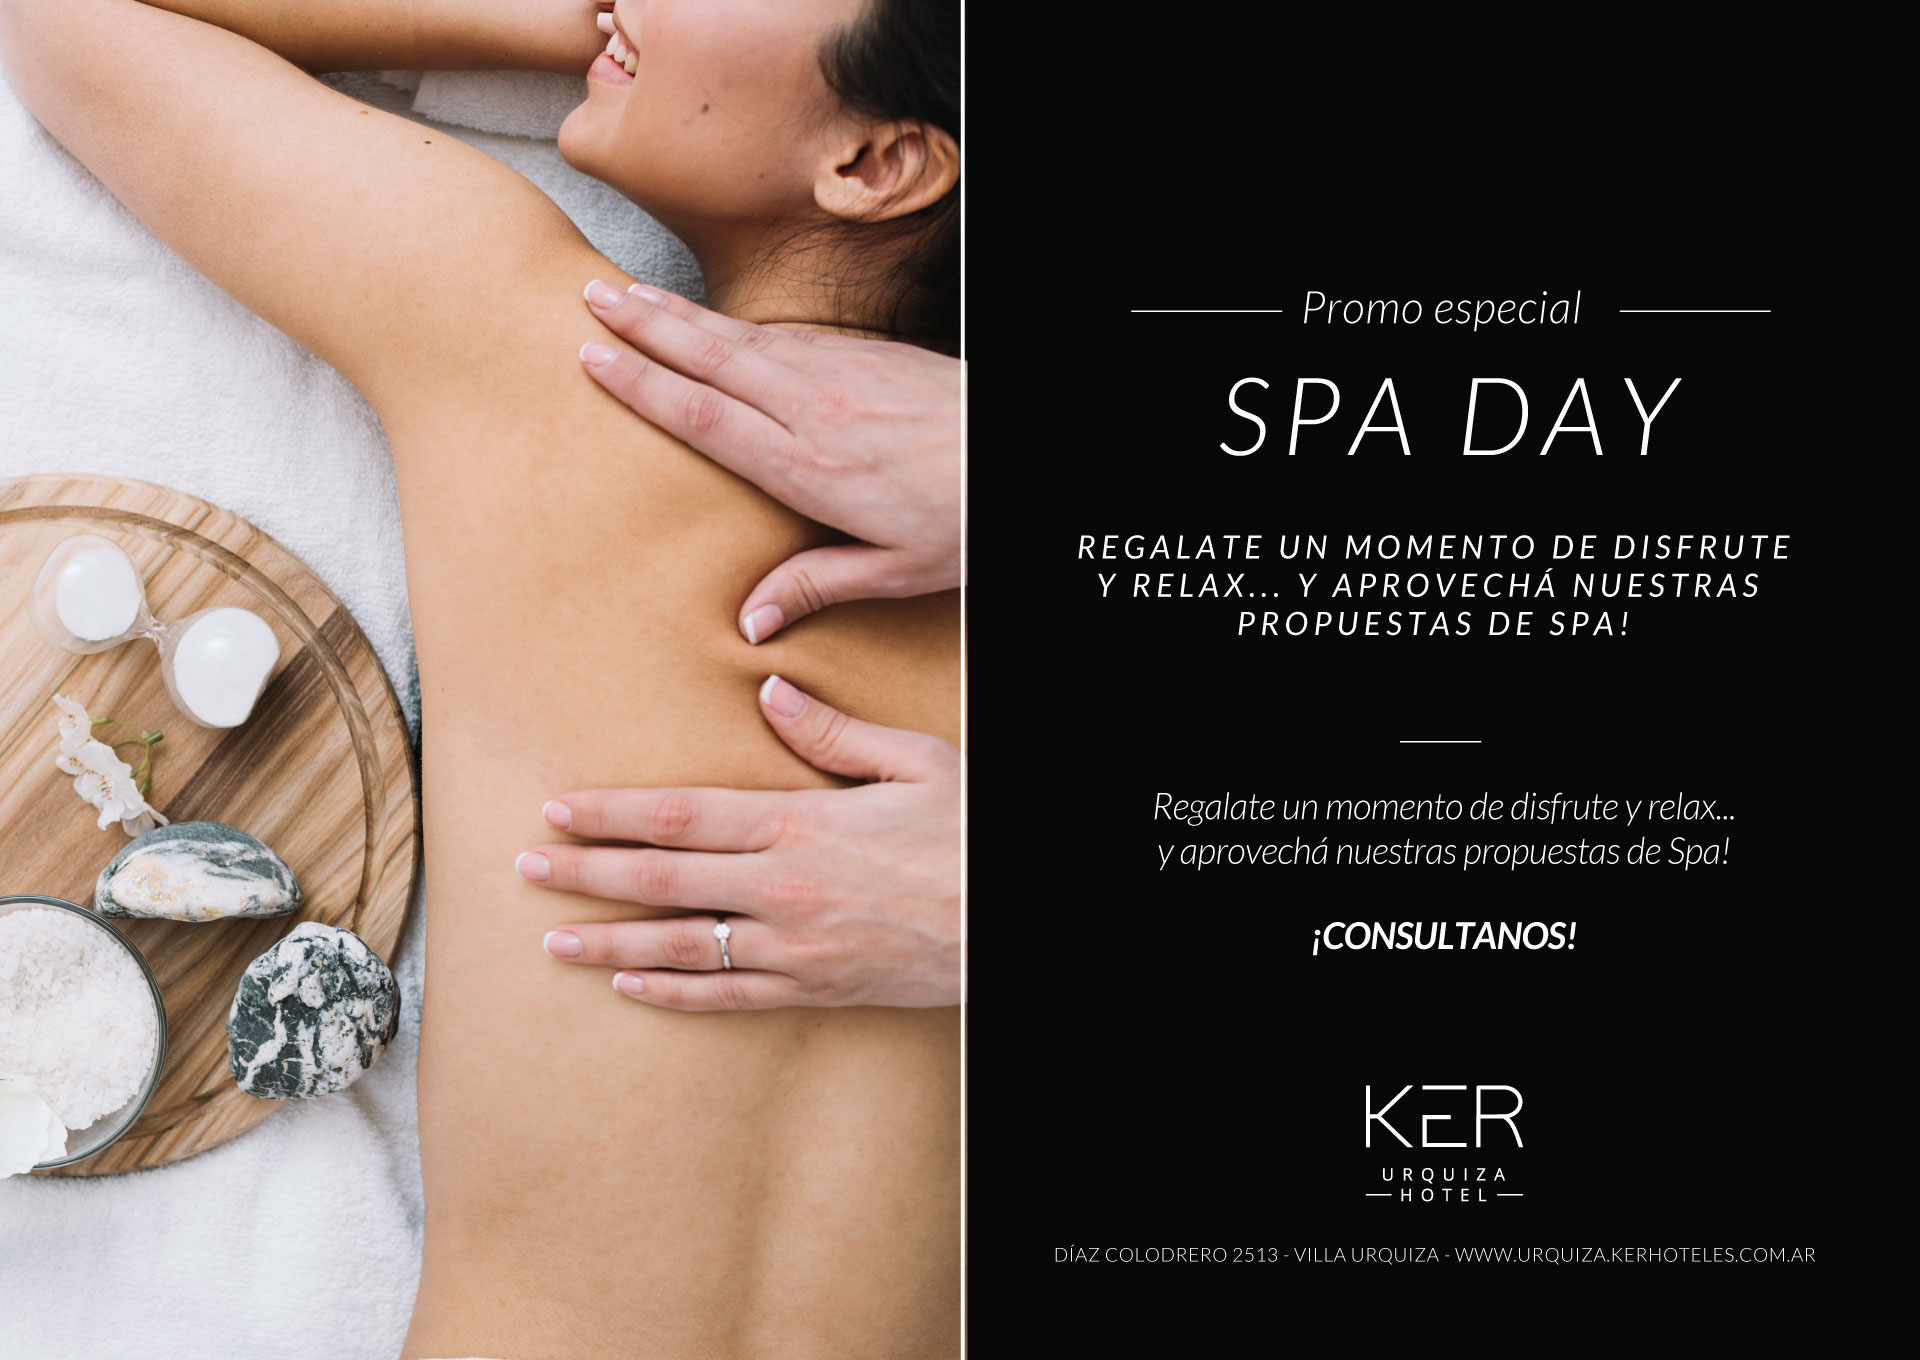 Promo especial
SPA DAY
REGALATE UN MOMENTO DE DISFRUTE
Y RELAX... Y APROVECHÁ NUESTRAS
PROPUESTAS DE SPA!
Regalate un momento de disfrute y relax...
y aprovechá nuestras propuestas de Spa!
¡CONSULTANOS!
KER
URQUIZA
HOTEL
DÍAZ COLODRERO 2513 - VILLA URQUIZA - WWW.URQUIZA.KERHOTELES.COM.AR